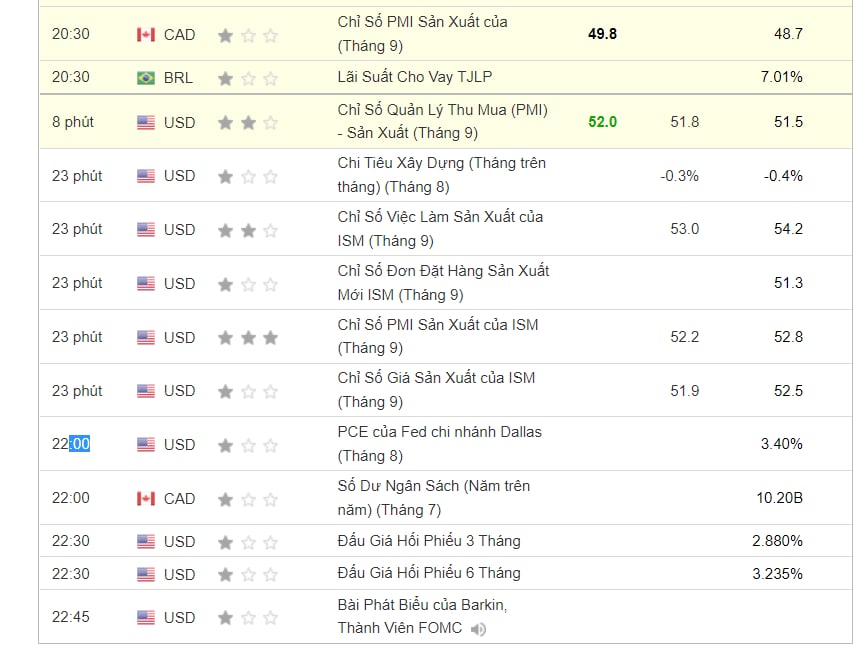 20:30 CAD Chỉ Số PMI Sản Xuất của 49.8 48.7
(Tháng 9)
20:30 BRL Lãi Suất Cho Vay TJLP 7.01%
8 phút USD Chỉ Số Quản Lý Thu Mua (PMI) 52.0 51.8 51.5
- Sản Xuất (Tháng 9)
23 phút USD Chi Tiêu Xây Dựng (Tháng trên -0.3% -0.4%
tháng) (Tháng 8)
23 phút USD Chỉ Số Việc Làm Sản Xuất của 53.0 54.2
ISM (Tháng 9)
23 phút USD Chỉ Số Đơn Đặt Hàng Sản Xuất 51.3
Mới ISM (Tháng 9)
23 phút USD Chỉ Số PMI Sản Xuất của ISM 52.2 52.8
(Tháng 9)
23 phút USD Chỉ Số Giá Sản Xuất của ISM 51.9 52.5
(Tháng 9)
22:00 USD PCE của Fed chi nhánh Dallas 3.40%
(Tháng 8)
22:00 CAD Số Dư Ngân Sách (Năm trên 10.20B
năm) (Tháng 7)
22:30 USD Đấu Giá Hối Phiếu 3 Tháng 2.880%
22:30 USD Đấu Giá Hối Phiếu 6 Tháng 3.235%
22:45 USD Bài Phát Biểu của Barkin,
Thành Viên FOMC